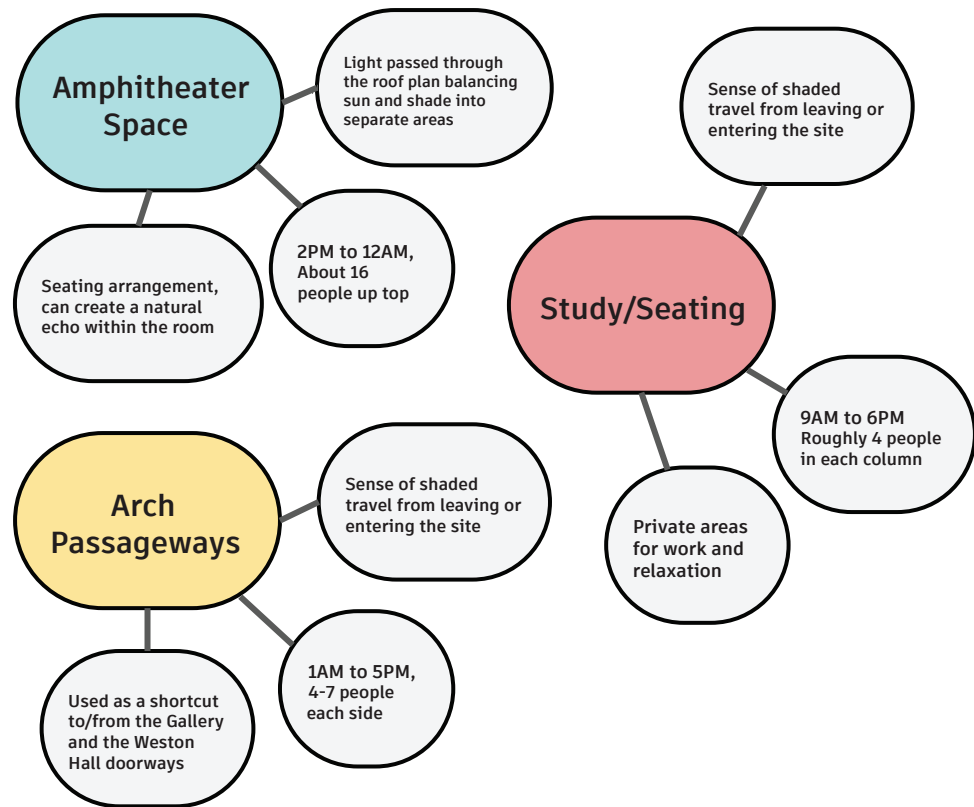 Amphitheater
Space
Light passed through
the roof plan balancing
sun and shade into
separate areas
2PM to 12AM,
About 16
people up top
Seating arrangement,
can create a natural
echo within the room
Arch
Passageways
Sense of shaded
travel from leaving or
entering the site
1AM to 5PM,
4-7 people
each side
Used as a shortcut
to/from the Gallery
and the Weston
Hall doorways
Study/Seating
Sense of shaded
travel from leaving or
entering the site
9AM to 6PM
Roughly 4 people
in each column
Private areas
for work and
relaxation